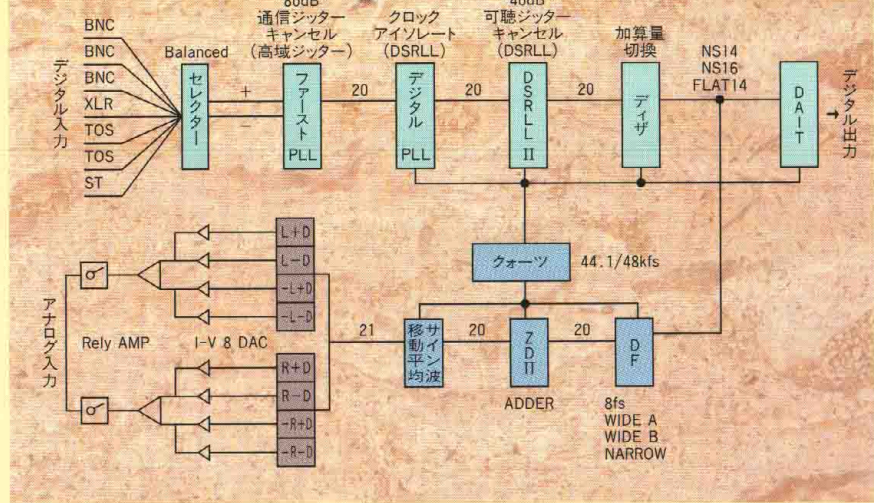 80dB
通信ジッター
キャンセル
(高域ジッター)
クロック
アイソレート
(DSRLL)
40dB
可聴ジッター
キャンセル
(DSRLL)
加算量
切換
NS14
NS16
FLAT14
デジタル入力
BNC
BNC
BNC
XLR
TOS
TOS
ST
Balanced
セレクター
+
−
ファースト
PLL
20
デジタル
PLL
20
DSRLL II
20
ディザ
DAIT
→
デジタル出力
クォーツ
44.1/48kfs
アナログ入力
Rely AMP
I-V 8 DAC
L+D
L−D
−L+D
−L−D
R+D
R−D
−R+D
−R−D
21
サイン波
移動平均
20
ZDII
ADDER
20
DF
8fs
WIDE A
WIDE B
NARROW